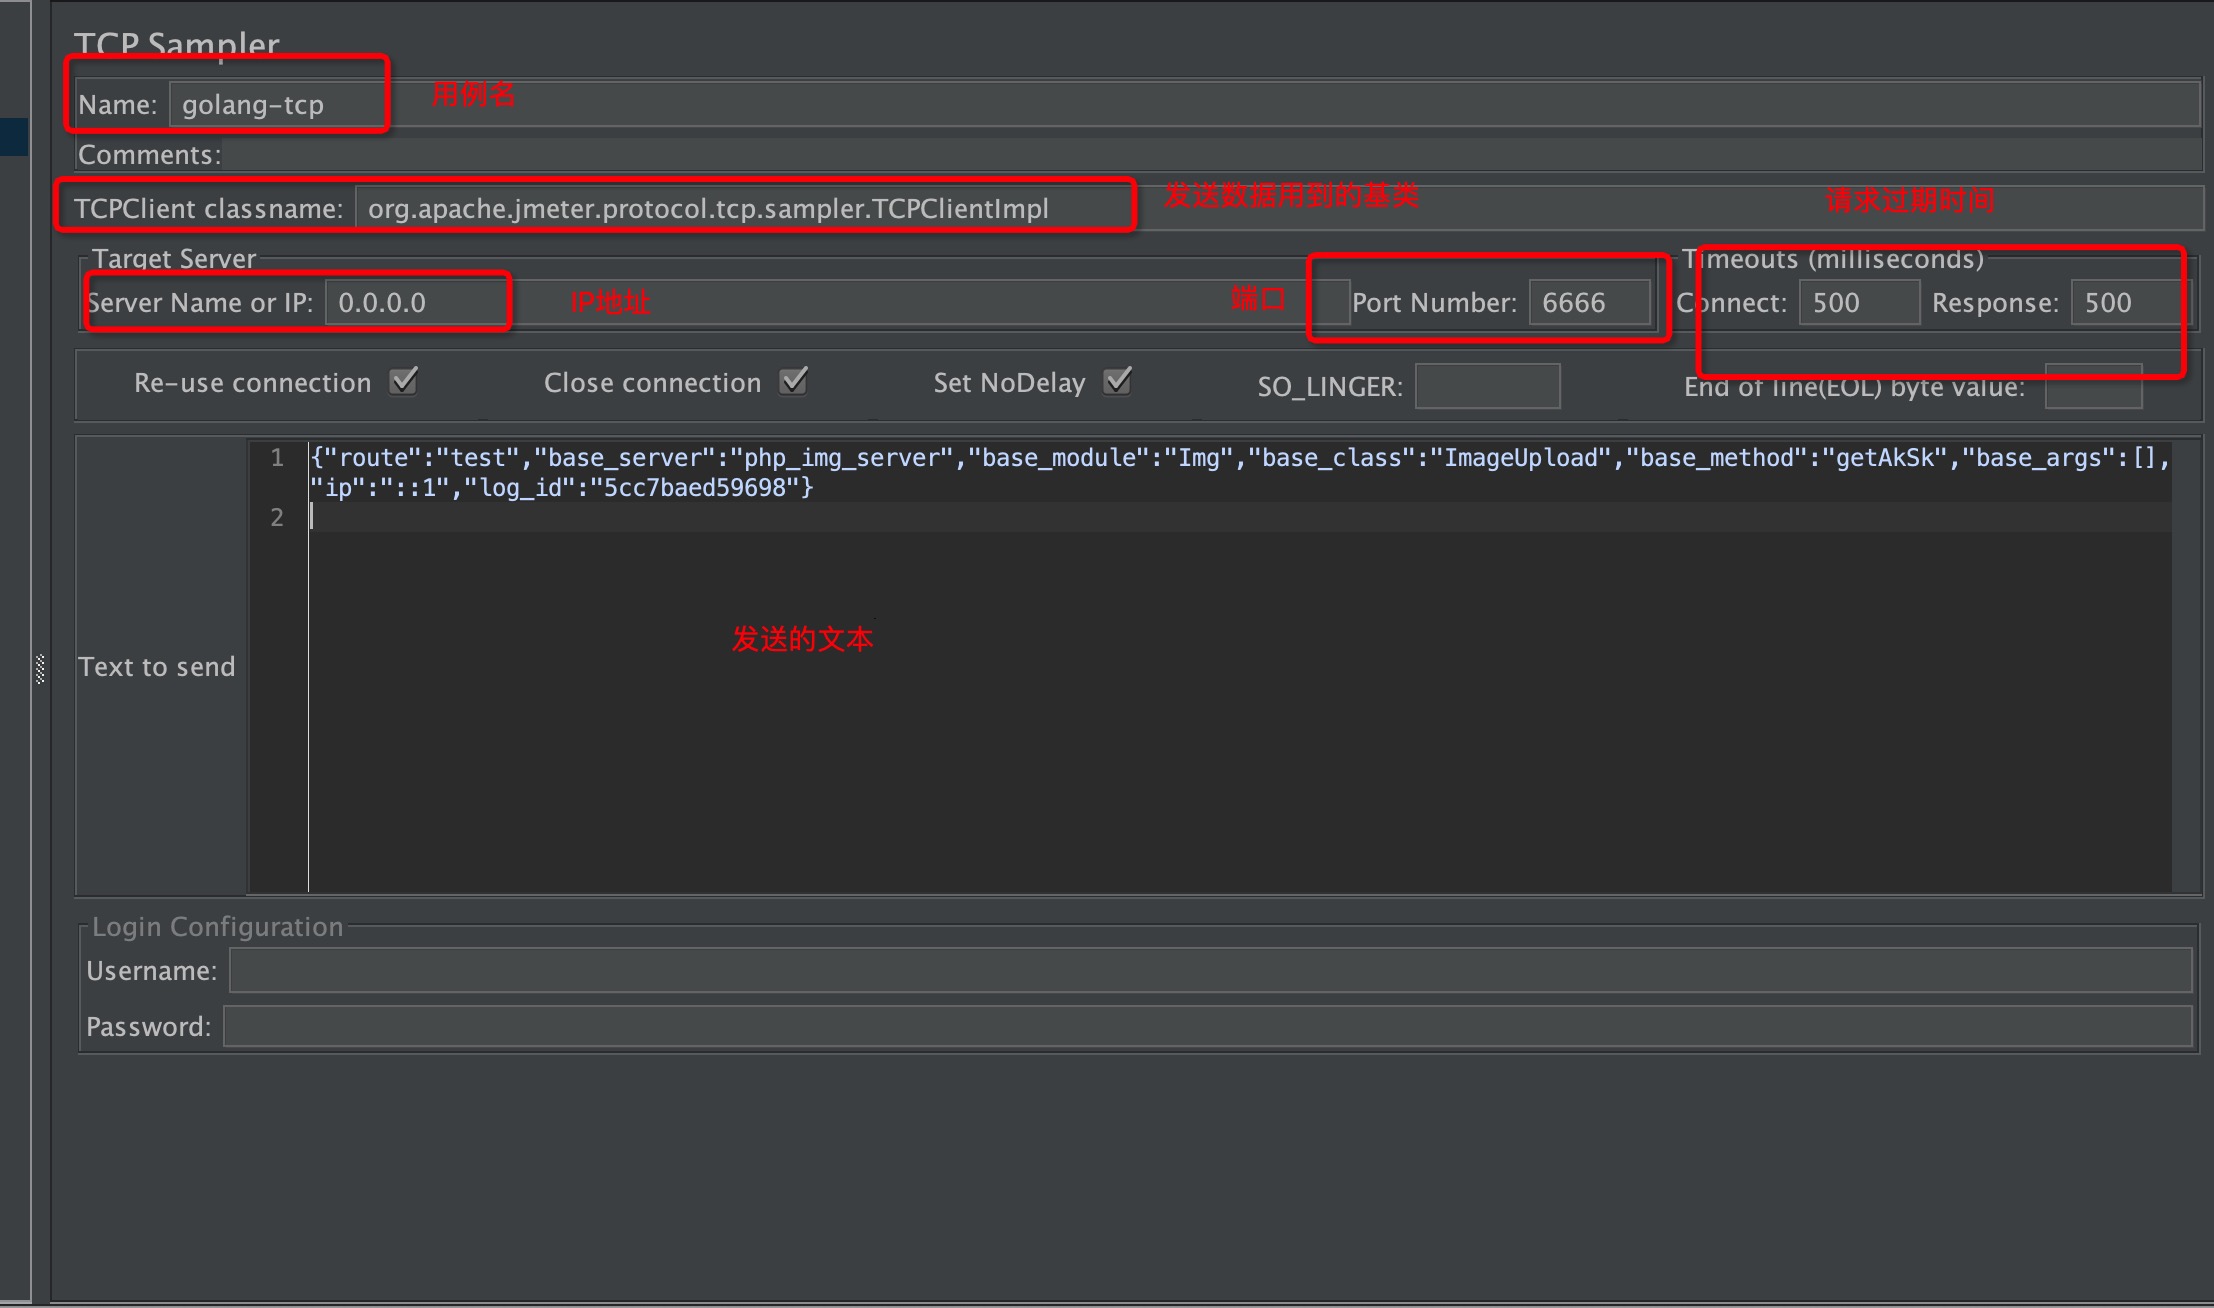 TCP Sampler
Name: golang-tcp 用例名
Comments:
TCPClient classname: org.apache.jmeter.protocol.tcp.sampler.TCPClientImpl 发送数据用到的基类 请求过期时间
Target Server Timeouts (milliseconds)
Server Name or IP: 0.0.0.0 IP地址 端口 Port Number: 6666 Connect: 500 Response: 500
Re-use connection Close connection Set NoDelay SO_LINGER: End of line(EOL) byte value:
1 {"route":"test","base_server":"php_img_server","base_module":"Img","base_class":"ImageUpload","base_method":"getAkSk","base_args":[],
"ip":"::1","log_id":"5cc7baed59698"}
2
发送的文本
Text to send
Login Configuration
Username:
Password: